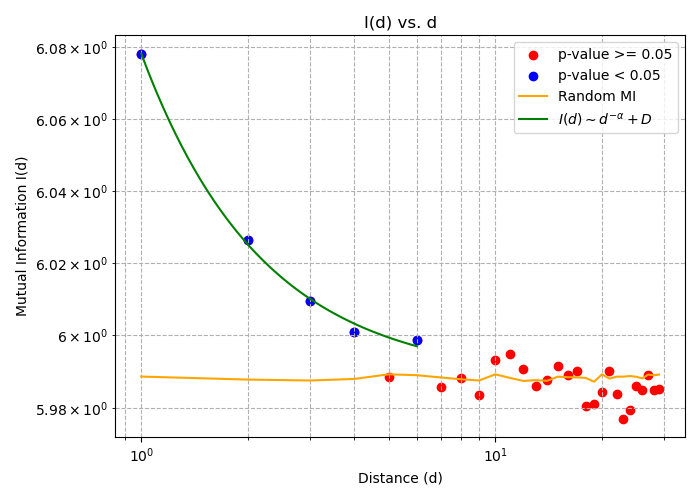 I(d) vs. d
Mutual Information I(d)
6.08 × 10⁰
6.06 × 10⁰
6.04 × 10⁰
6.02 × 10⁰
6 × 10⁰
5.98 × 10⁰
p-value >= 0.05
p-value < 0.05
Random MI
I(d) ~ d^{-α} + D
10⁰
10¹
Distance (d)